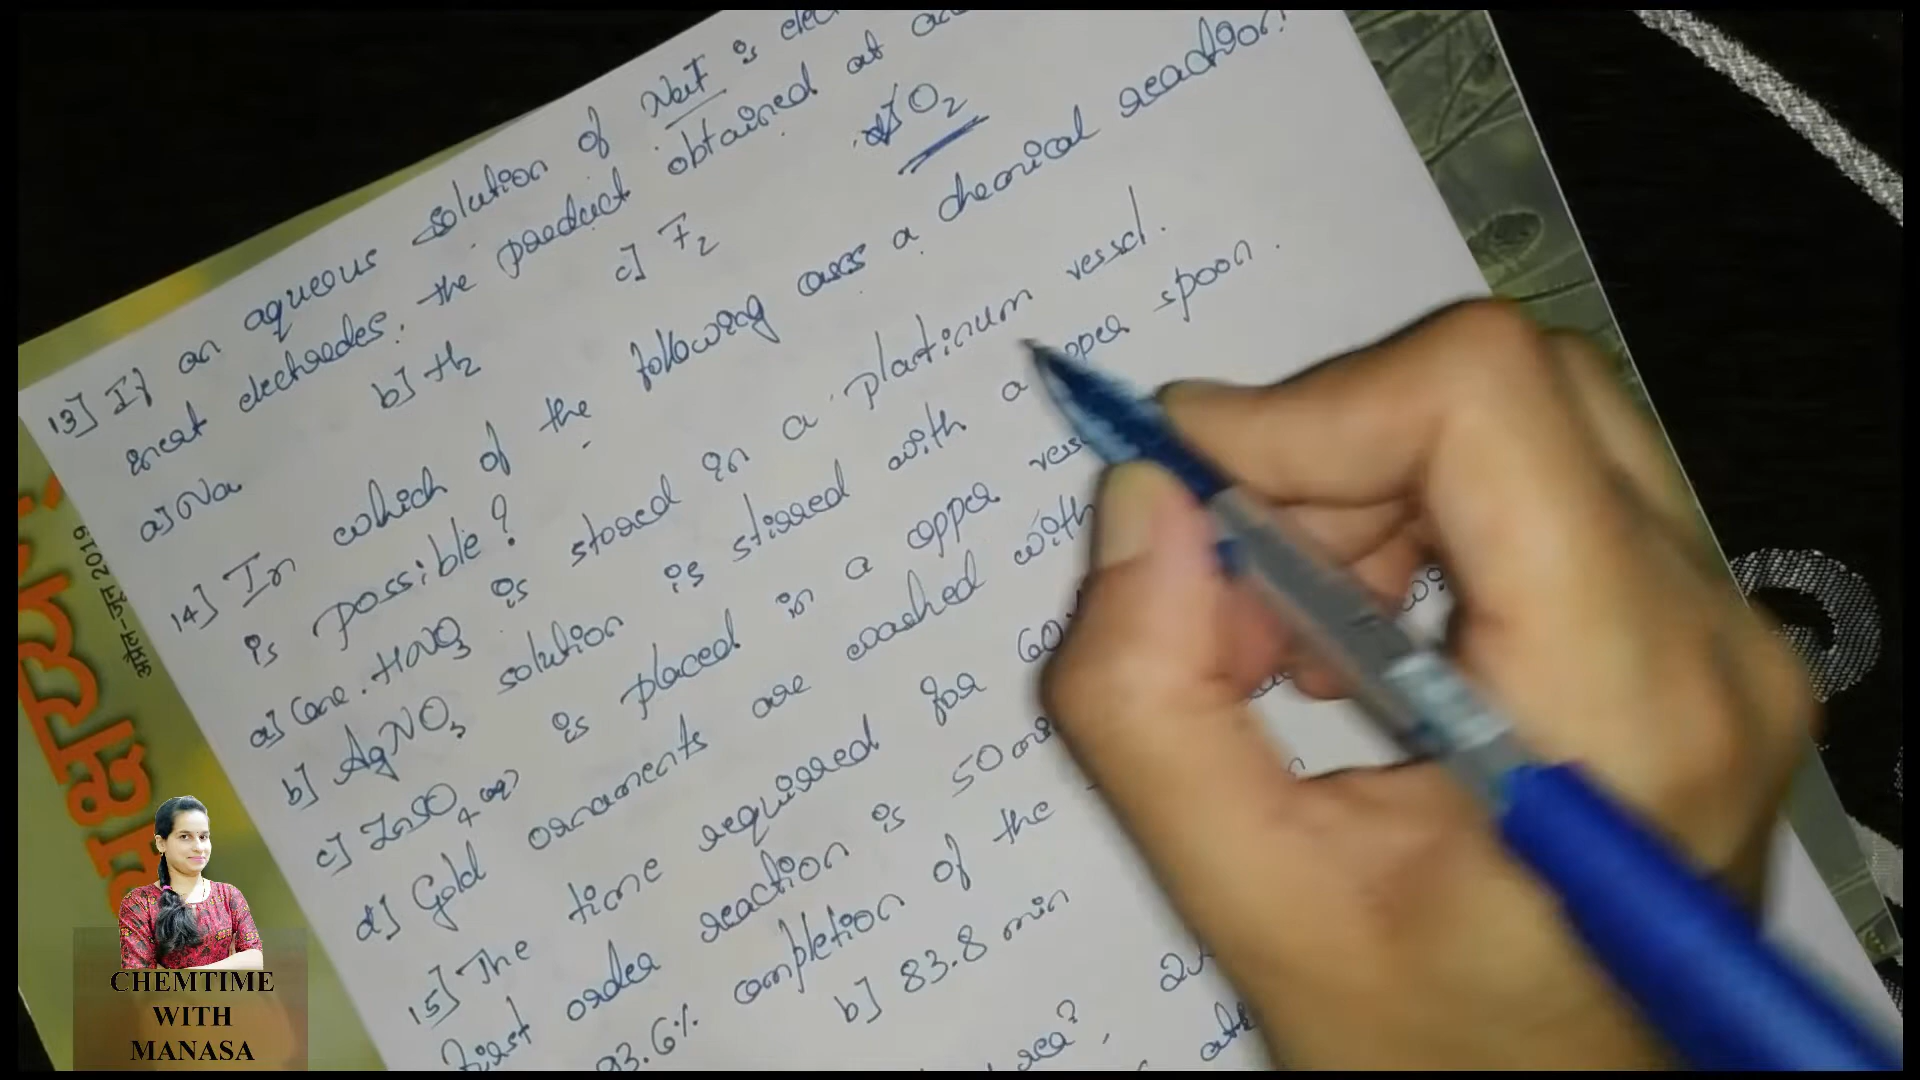 13] If an aqueous solution of NaF is elec
inert electrodes. the product obtained at an
a] Na b] H2 c] F2 d] O2
14] In which of the following cases a chemical reaction
is possible?
a] Conc. HNO3 is stored in a platinum vessel.
b] AgNO3 solution is stirred with a copper spoon.
c] ZnSO4 (aq) is placed in a copper vess
d] Gold ornaments are washed with
15] The time required for 60%
first order reaction is 50 mi
93.6% completion of the
b] 83.8 min
अप्रैल-जून 2019
CHEMTIME
WITH
MANASA